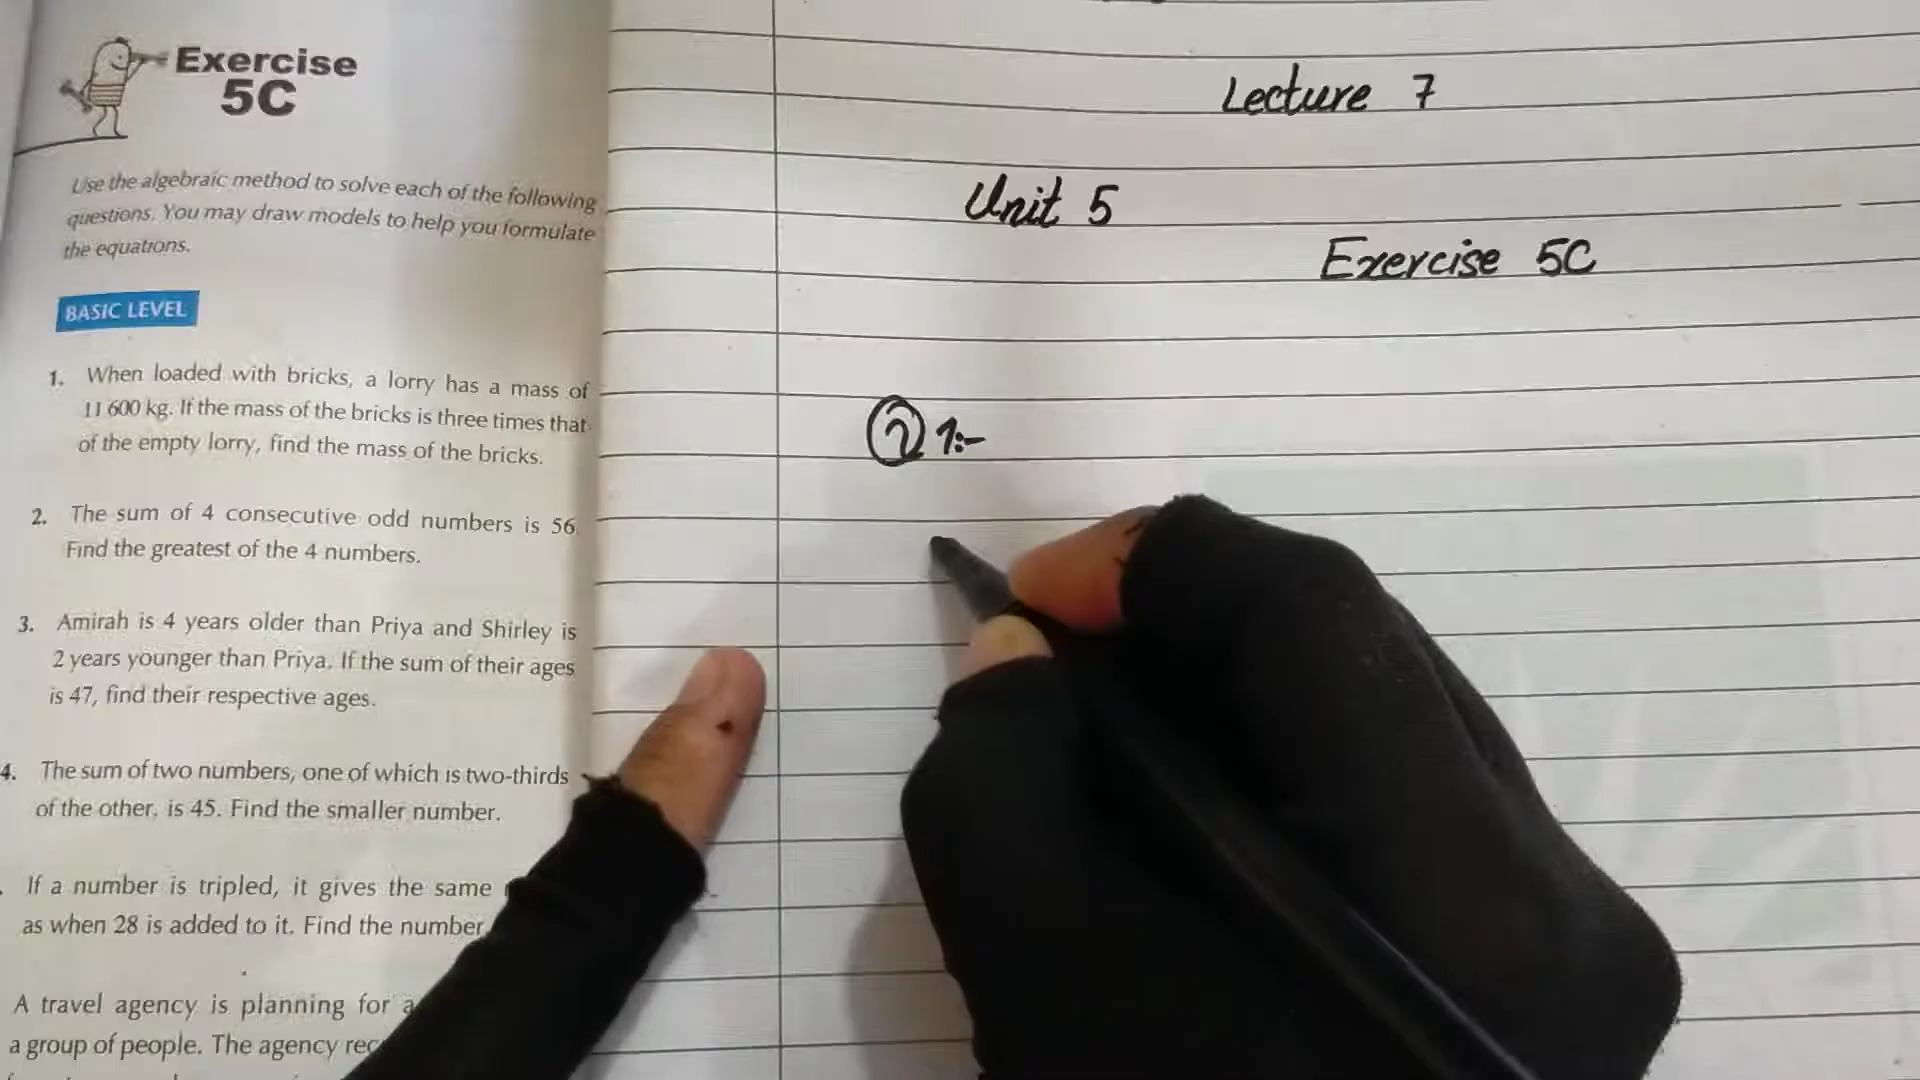 Exercise
5C
Use the algebraic method to solve each of the following
questions. You may draw models to help you formulate
the equations.
BASIC LEVEL
1. When loaded with bricks, a lorry has a mass of
11 600 kg. If the mass of the bricks is three times that
of the empty lorry, find the mass of the bricks.
2. The sum of 4 consecutive odd numbers is 56.
Find the greatest of the 4 numbers.
3. Amirah is 4 years older than Priya and Shirley is
2 years younger than Priya. If the sum of their ages
is 47, find their respective ages.
4. The sum of two numbers, one of which is two-thirds
of the other, is 45. Find the smaller number.
If a number is tripled, it gives the same
as when 28 is added to it. Find the number.
A travel agency is planning for a
a group of people. The agency
Lecture 7
Unit 5
Exercise 5C
Q 1:-